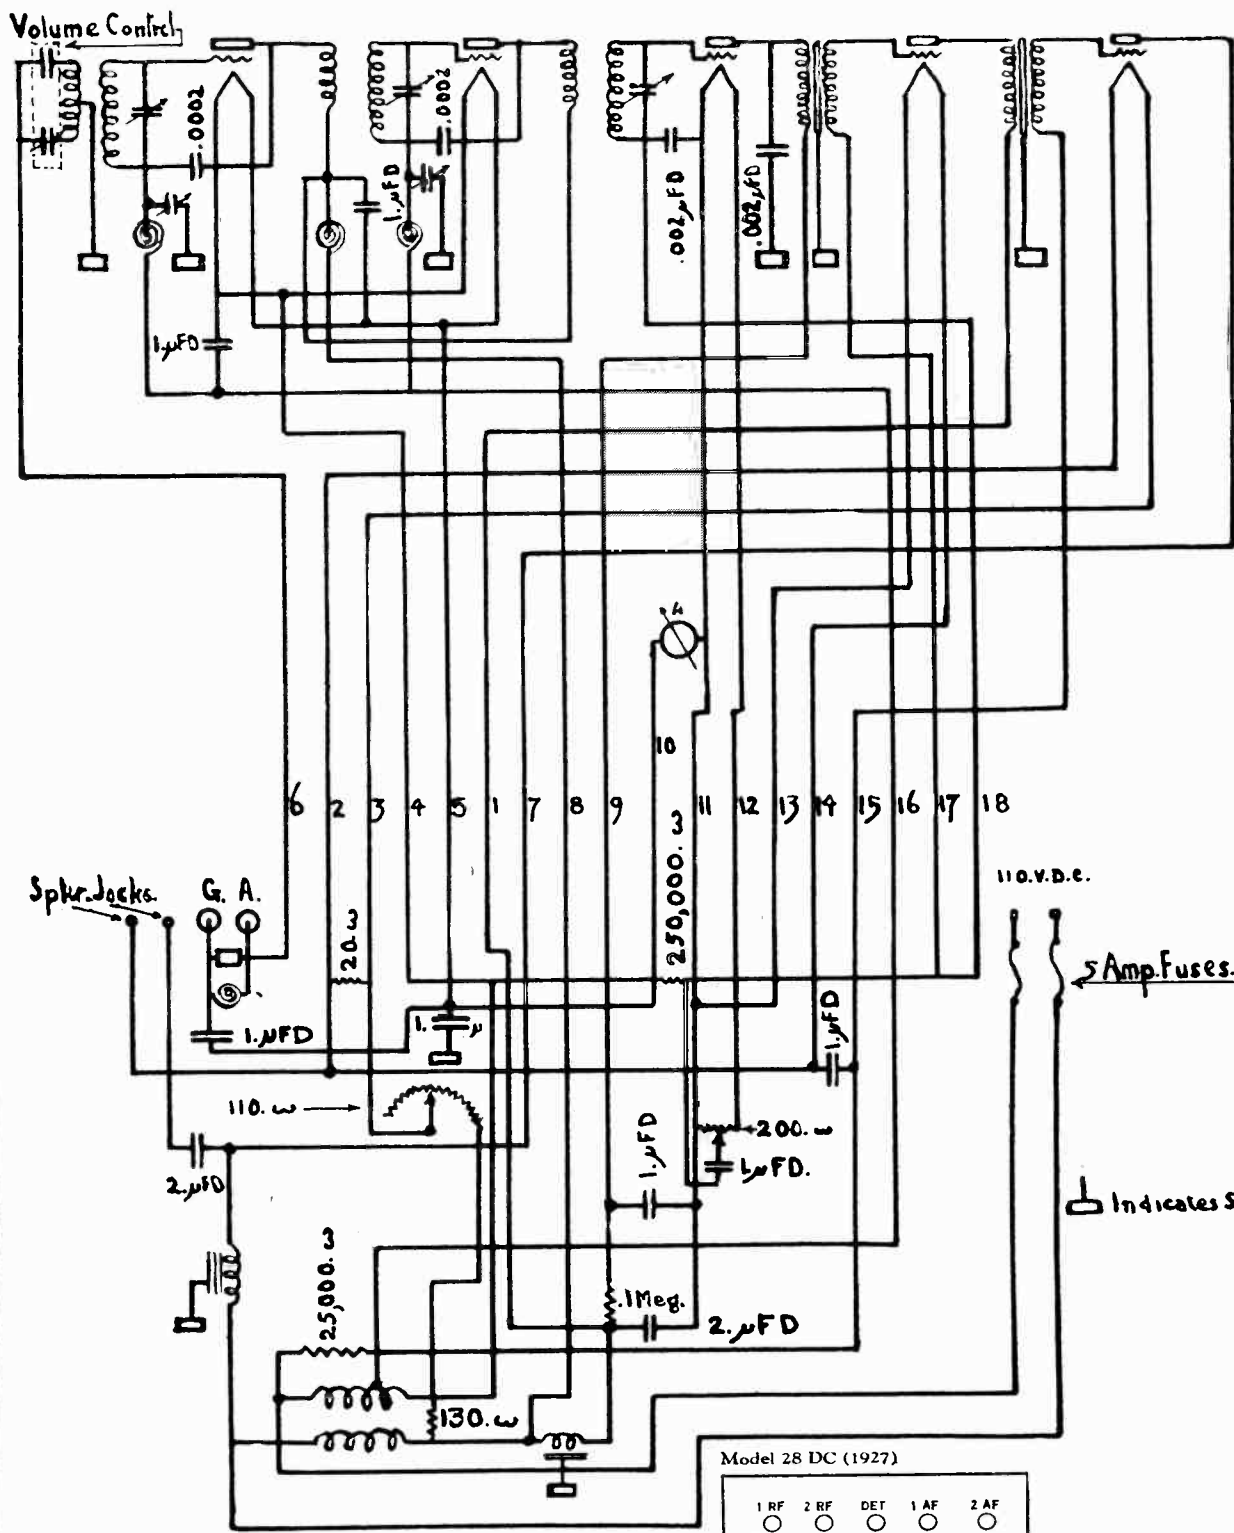 Volume Control
.0002
.0002
1.µFD
.002µFD
.002µFD
1.µFD
A
10
6 2 3 4 5 1 7 8 9 11 12 13 14 15 16 17 18
250,000.ω
110.V.D.C.
Spkr. Jacks. G. A.
20.ω
5 Amp. Fuses.
1.µFD
1. µ
1.µFD
110.ω
200.ω
1.µFD
1.µFD.
2.µFD
Indicates S
25,000.ω
.1Meg.
2.µFD
130.ω
Model 28 DC (1927)
1 RF 2 RF DET 1 AF 2 AF